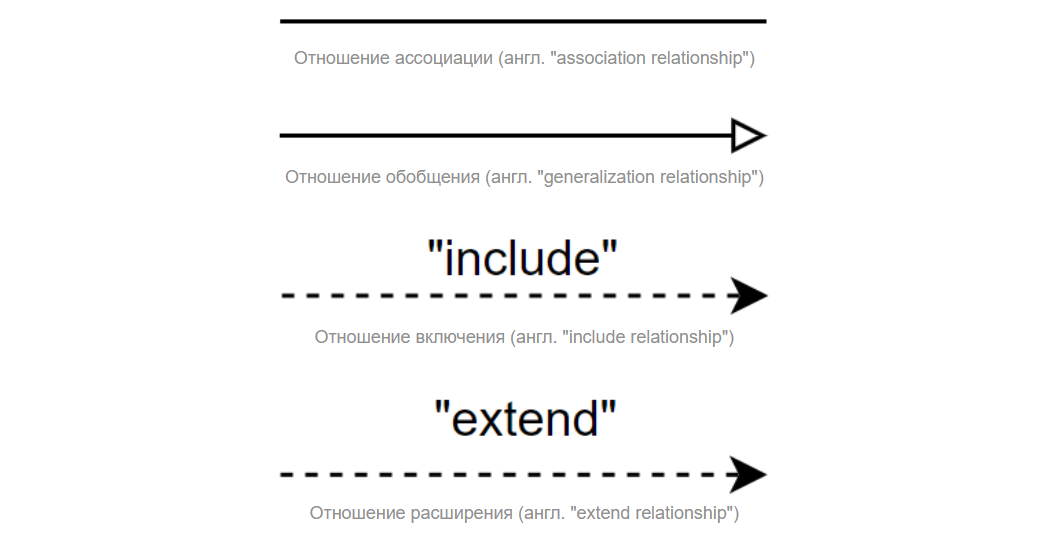 Отношение ассоциации (англ. "association relationship")
Отношение обобщения (англ. "generalization relationship")
"include"
Отношение включения (англ. "include relationship")
"extend"
Отношение расширения (англ. "extend relationship")